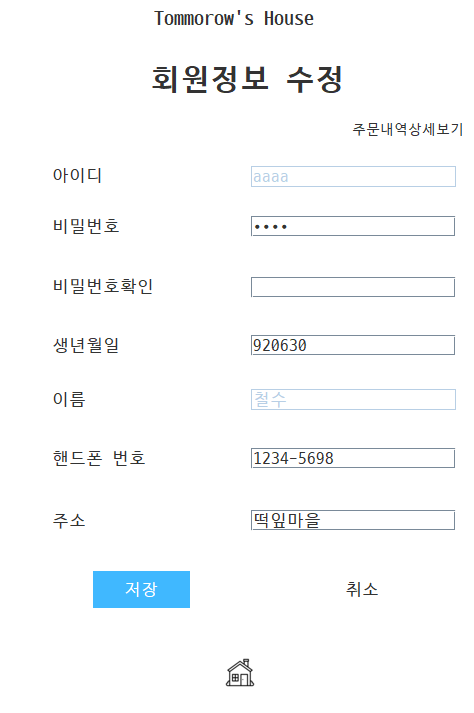 Tommorow's House
회원정보 수정
주문내역상세보기
아이디 aaaa
비밀번호 ••••
비밀번호확인
생년월일 920630
이름 철수
핸드폰 번호 1234-5698
주소 떡잎마을
저장 취소